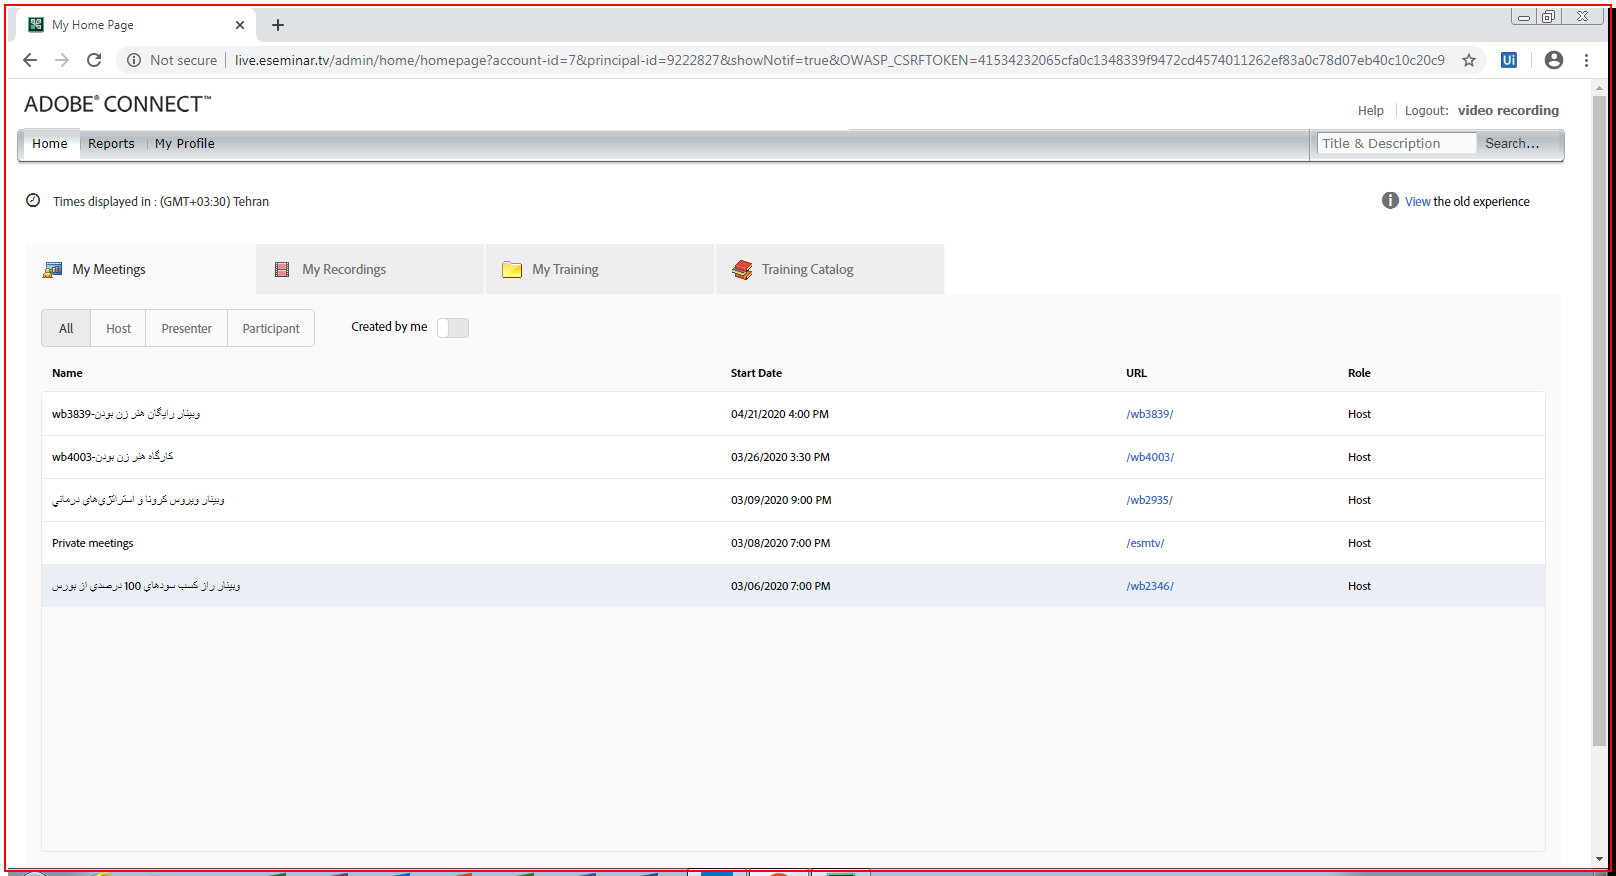 My Home Page
Not secure
live.eseminar.tv/admin/home/homepage?account-id=7&principal-id=9222827&showNotif=true&OWASP_CSRFTOKEN=41534232065cfa0c1348339f9472cd4574011262ef83a0c78d07eb40c10c20c9
Ui
ADOBE® CONNECT™
Help Logout: video recording
Home Reports My Profile Title & Description Search...
Times displayed in : (GMT+03:30) Tehran
View the old experience
My Meetings My Recordings My Training Training Catalog
All Host Presenter Participant Created by me
Name Start Date URL Role
wb3839-وبینار رایگان هنر زن بودن 04/21/2020 4:00 PM /wb3839/ Host
wb4003-کارگاه هنر زن بودن 03/26/2020 3:30 PM /wb4003/ Host
وبینار ویروس کرونا و استراتژي‌هاي درماني 03/09/2020 9:00 PM /wb2935/ Host
Private meetings 03/08/2020 7:00 PM /esmtv/ Host
وبینار راز کسب سودهاي 100 درصدي از بورس 03/06/2020 7:00 PM /wb2346/ Host